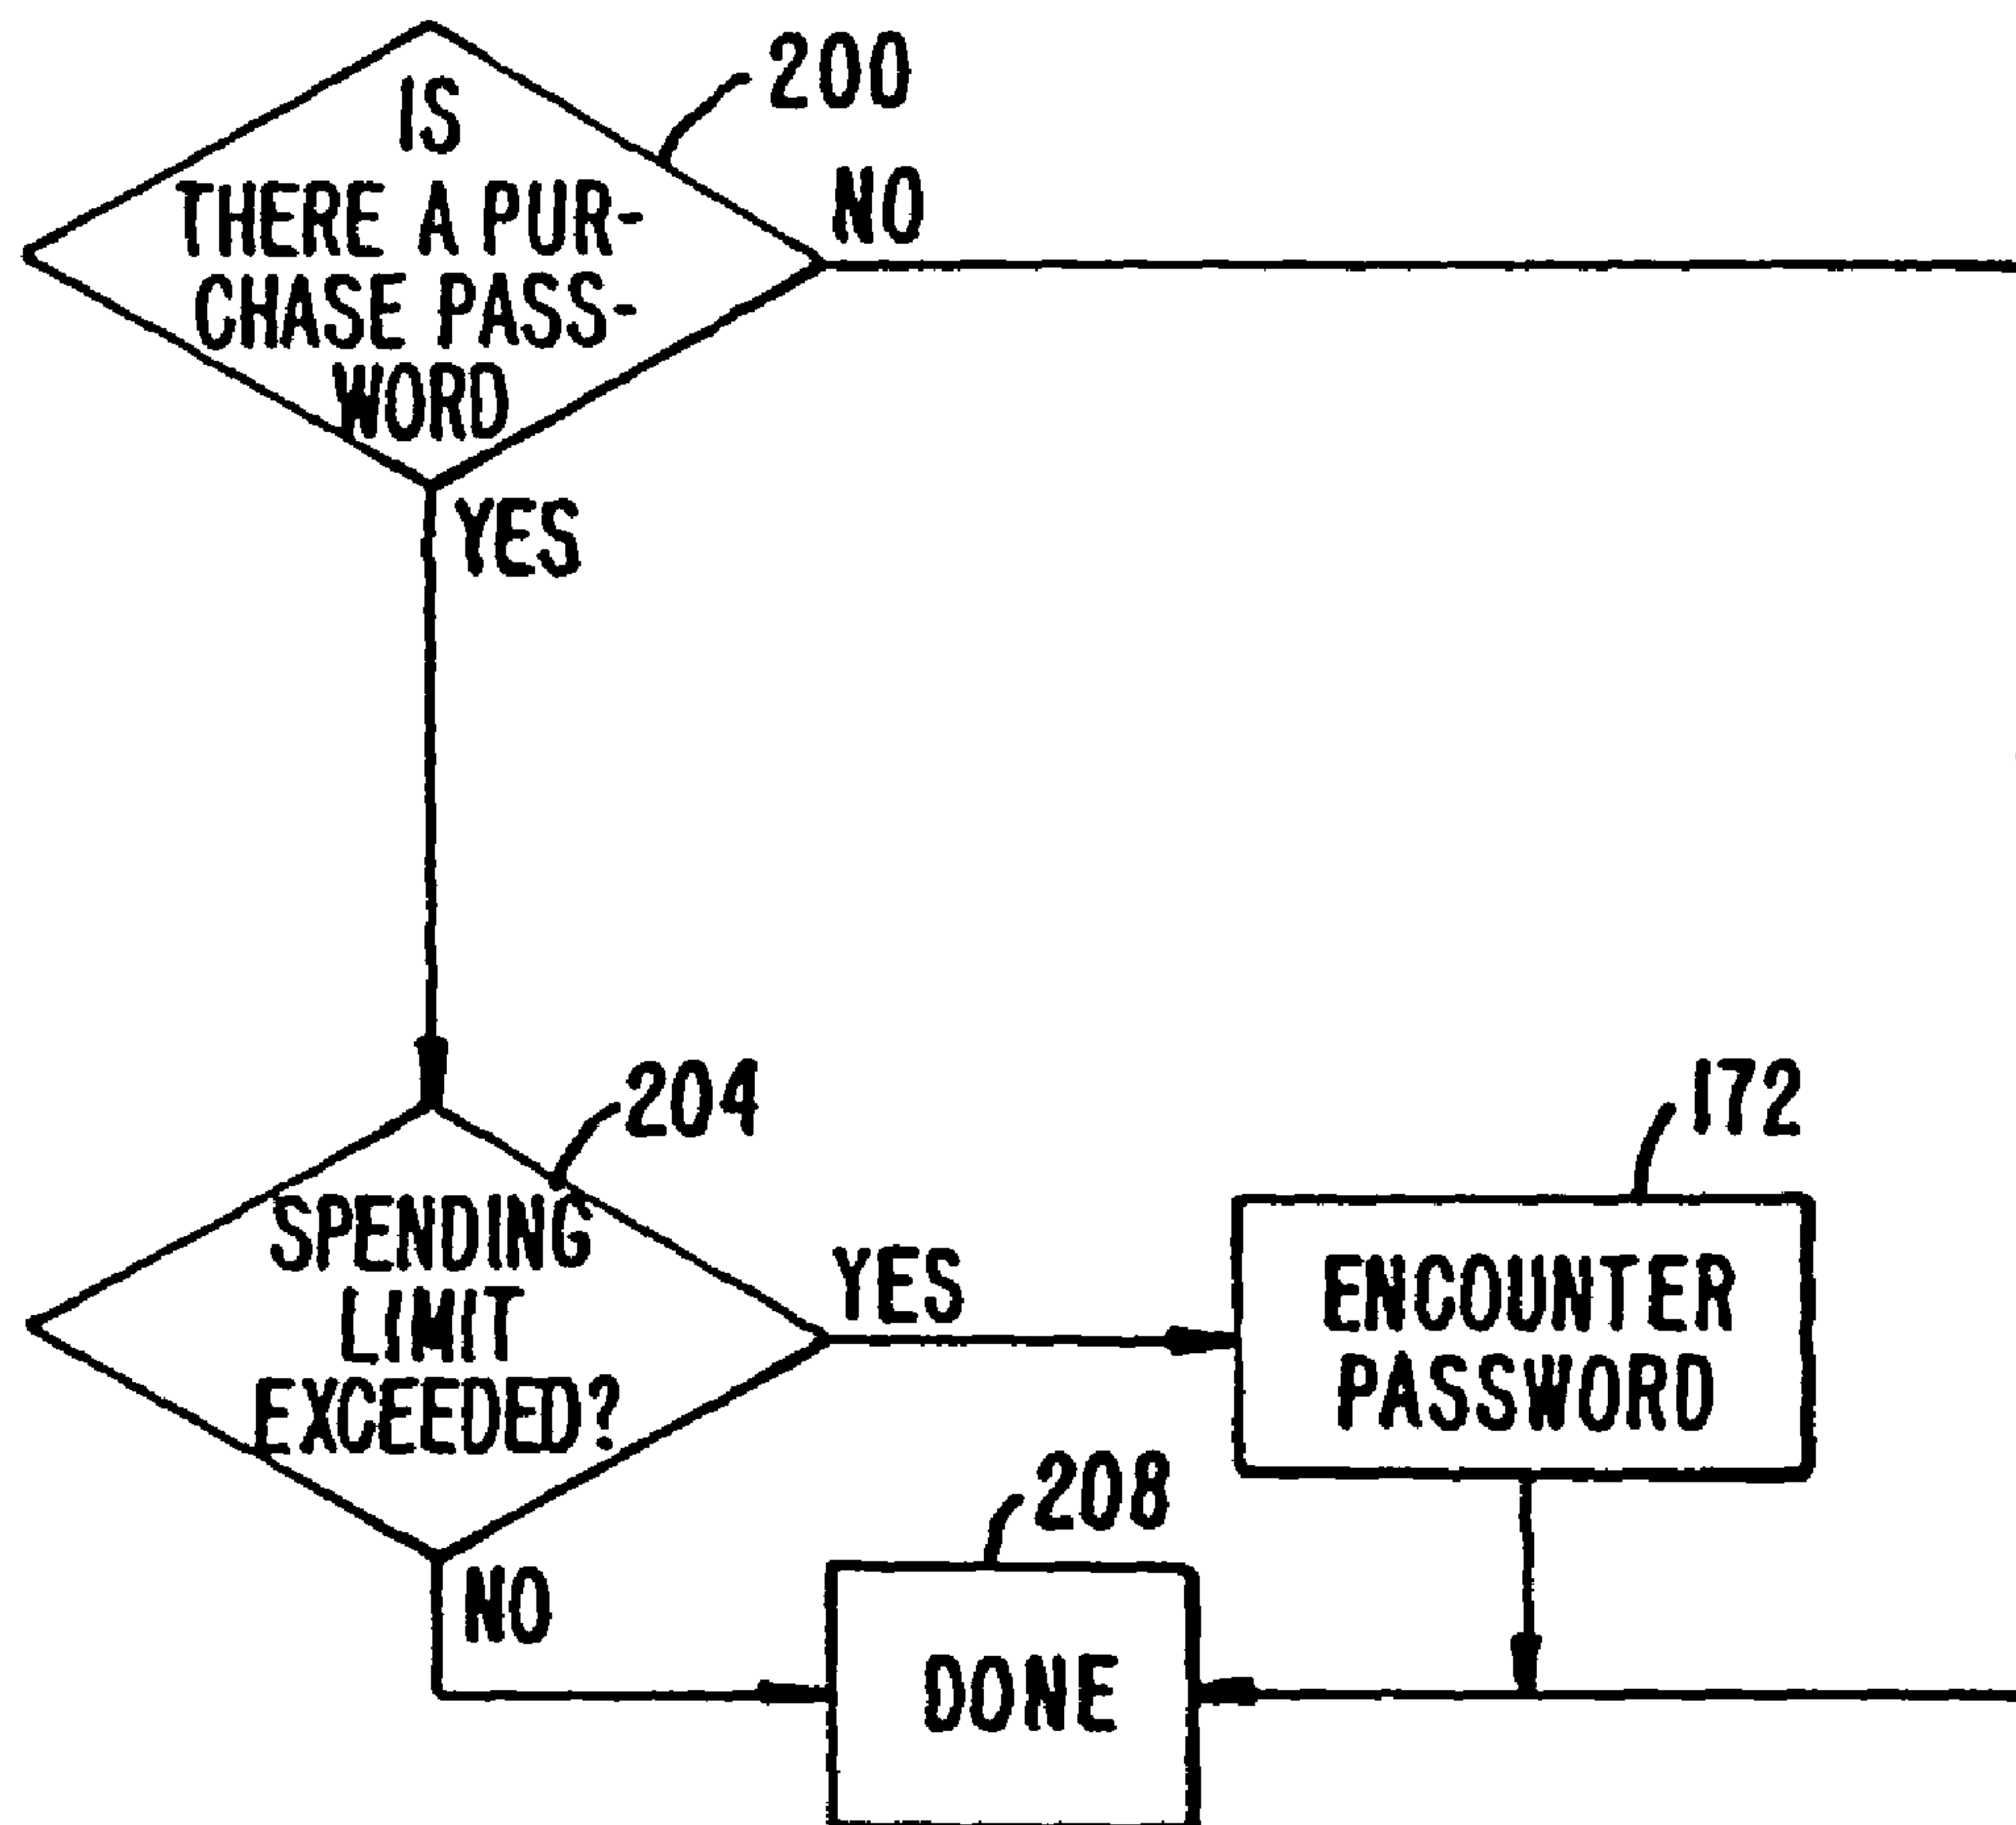 200
IS
THERE A PUR-
CHASE PASS-
WORD
NO
YES
204
SPENDING
LIMIT
EXCEEDED?
YES
172
ENCOUNTER
PASSWORD
NO
208
DONE